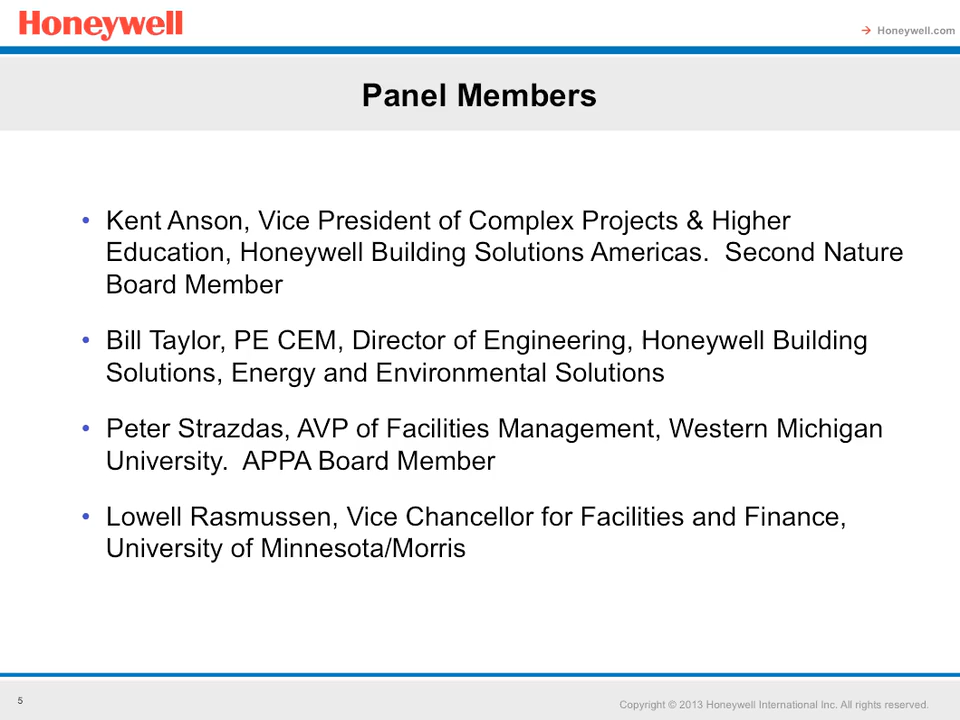 Honeywell
→ Honeywell.com
Panel Members
• Kent Anson, Vice President of Complex Projects & Higher
Education, Honeywell Building Solutions Americas.  Second Nature
Board Member
• Bill Taylor, PE CEM, Director of Engineering, Honeywell Building
Solutions, Energy and Environmental Solutions
• Peter Strazdas, AVP of Facilities Management, Western Michigan
University.  APPA Board Member
• Lowell Rasmussen, Vice Chancellor for Facilities and Finance,
University of Minnesota/Morris
5
Copyright © 2013 Honeywell International Inc. All rights reserved.